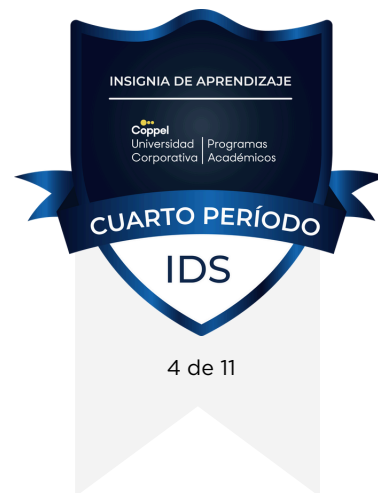 INSIGNIA DE APRENDIZAJE
Coppel
Universidad | Programas
Corporativa | Académicos
CUARTO PERÍODO
IDS
4 de 11